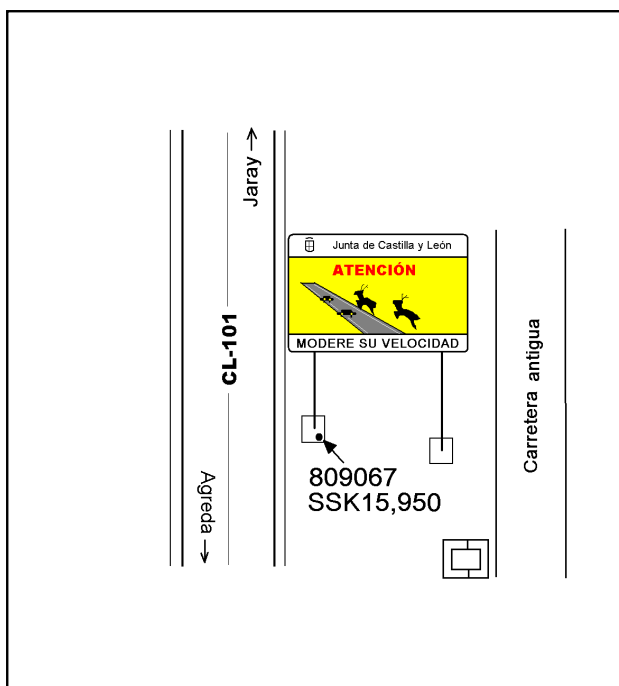 Jaray →
Junta de Castilla y León
ATENCIÓN
MODERE SU VELOCIDAD
CL-101
Carretera antigua
Agreda →
809067
SSK15,950